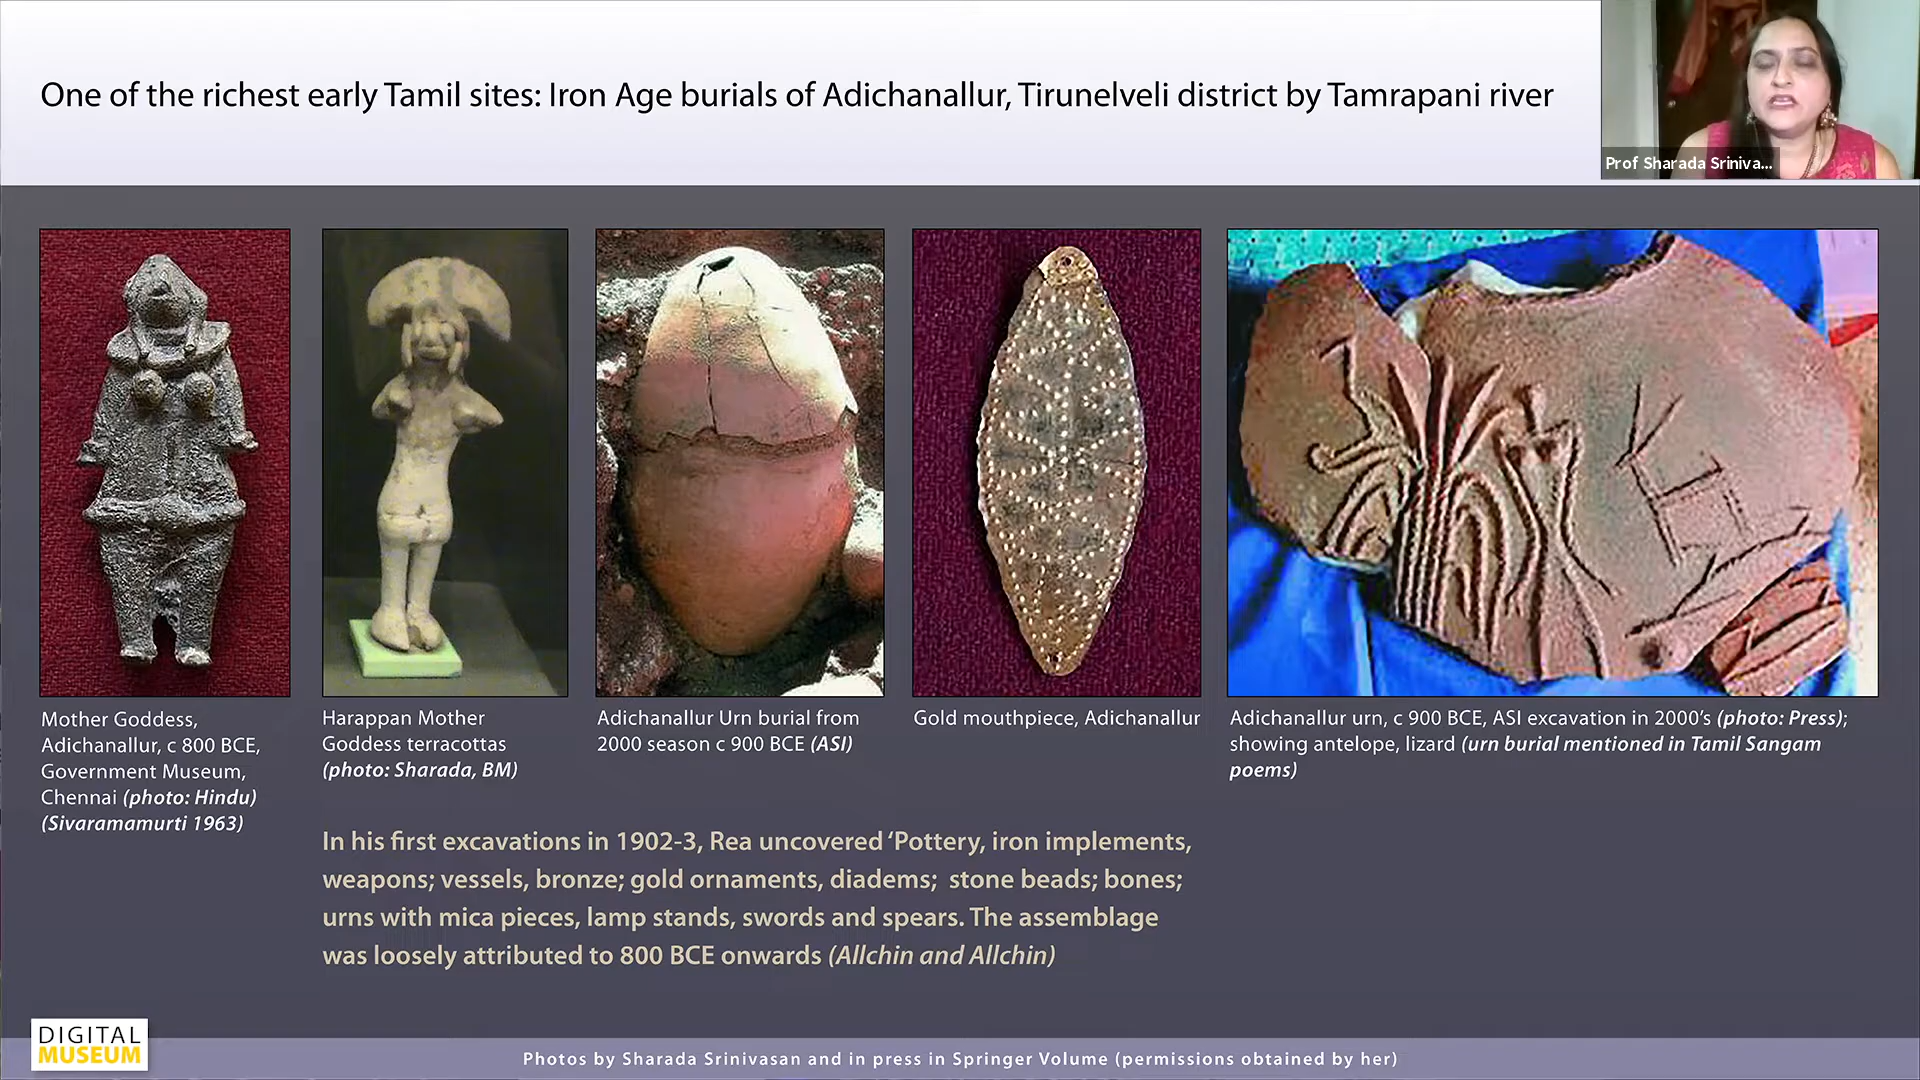 One of the richest early Tamil sites: Iron Age burials of Adichanallur, Tirunelveli district by Tamrapani river
Prof Sharada Sriniva...
Mother Goddess,
Adichanallur, c 800 BCE,
Government Museum,
Chennai (photo: Hindu)
(Sivaramamurti 1963)
Harappan Mother
Goddess terracottas
(photo: Sharada, BM)
Adichanallur Urn burial from
2000 season c 900 BCE (ASI)
Gold mouthpiece, Adichanallur
Adichanallur urn, c 900 BCE, ASI excavation in 2000's (photo: Press);
showing antelope, lizard (urn burial mentioned in Tamil Sangam
poems)
In his first excavations in 1902-3, Rea uncovered ‘Pottery, iron implements,
weapons; vessels, bronze; gold ornaments, diadems;  stone beads; bones;
urns with mica pieces, lamp stands, swords and spears. The assemblage
was loosely attributed to 800 BCE onwards (Allchin and Allchin)
DIGITAL
MUSEUM
Photos by Sharada Srinivasan and in press in Springer Volume (permissions obtained by her)